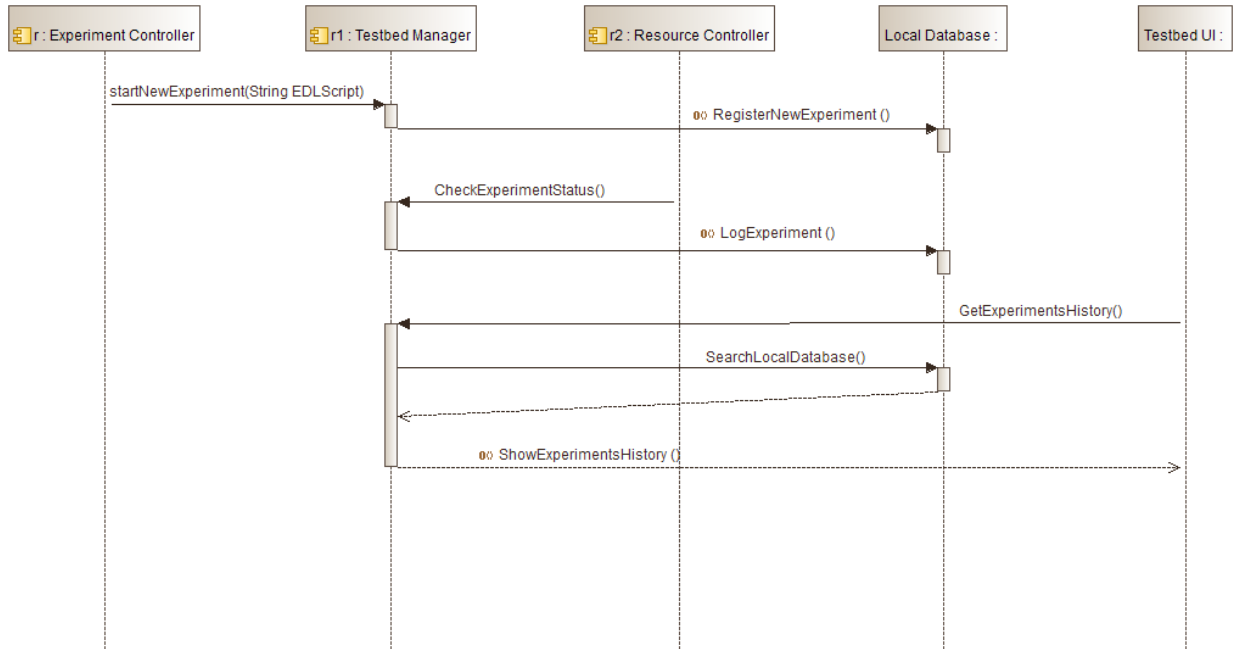 r : Experiment Controller
r1 : Testbed Manager
r2 : Resource Controller
Local Database :
Testbed UI :
startNewExperiment(String EDLScript)
RegisterNewExperiment ()
CheckExperimentStatus()
LogExperiment ()
GetExperimentsHistory()
SearchLocalDatabase()
ShowExperimentsHistory ()